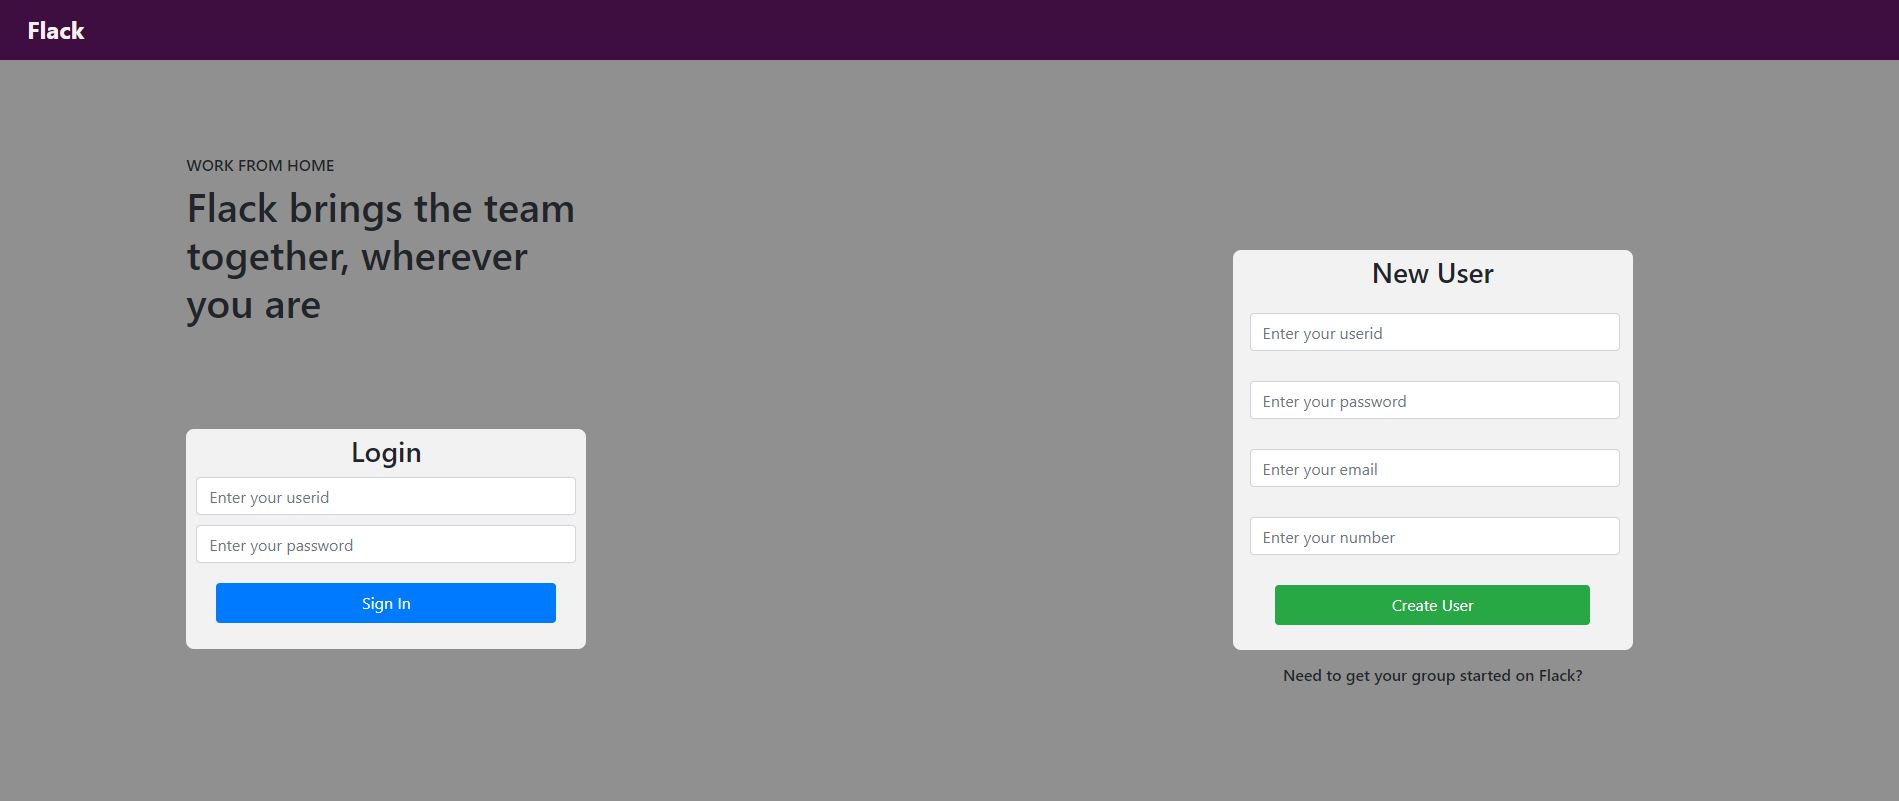 Flack
WORK FROM HOME
Flack brings the team
together, wherever
you are
Login
Enter your userid
Enter your password
Sign In
New User
Enter your userid
Enter your password
Enter your email
Enter your number
Create User
Need to get your group started on Flack?